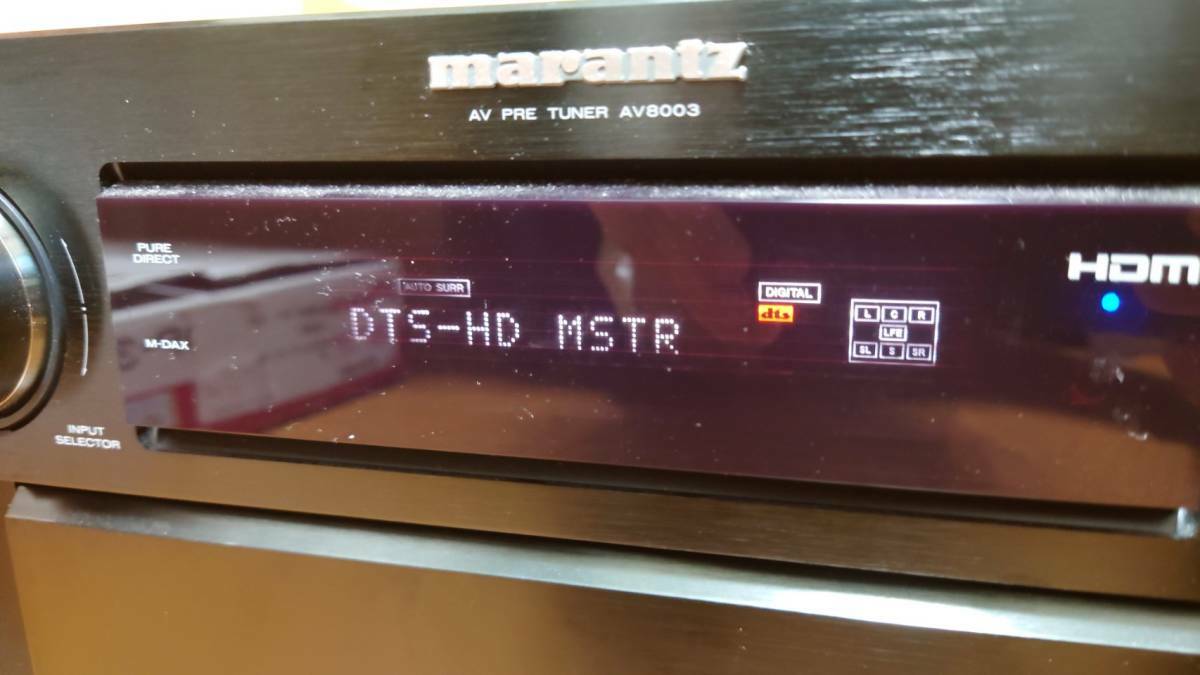 marantz
AV PRE TUNER AV8003
PURE
DIRECT
HDM
AUTO SURR
DIGITAL
dts
DTS-HD MSTR
L C R
LFE
SL S SR
M-DAX
INPUT
SELECTOR